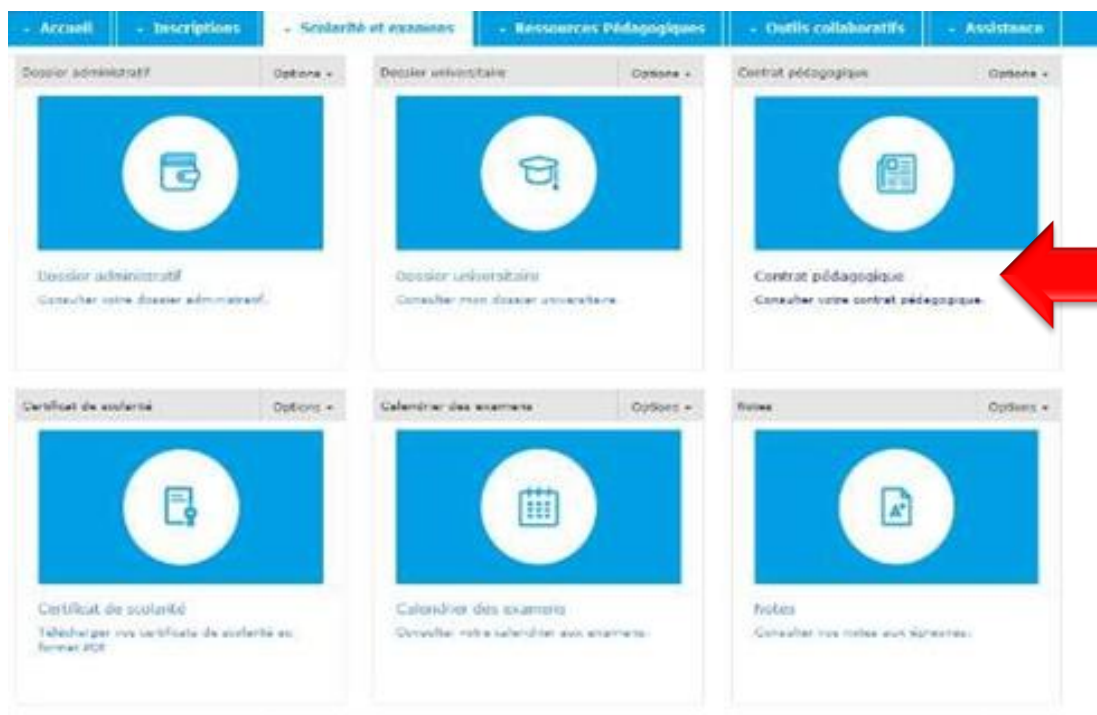 - Accueil
- Inscriptions
- Scolarité et examens
- Ressources Pédagogiques
- Outils collaboratifs
- Assistance
Dossier administratif Options
Dossier universitaire Options
Contrat pédagogique Options
Dossier administratif
Consulter votre dossier administratif.
Dossier universitaire
Consulter mon dossier universitaire.
Contrat pédagogique
Consulter votre contrat pédagogique.
Certificat de scolarité Options
Calendrier des examens Options
Notes Options
A+
Certificat de scolarité
Télécharger vos certificats de scolarité au
format PDF
Calendrier des examens
Consulter votre calendrier aux examens.
Notes
Consulter vos notes aux épreuves.